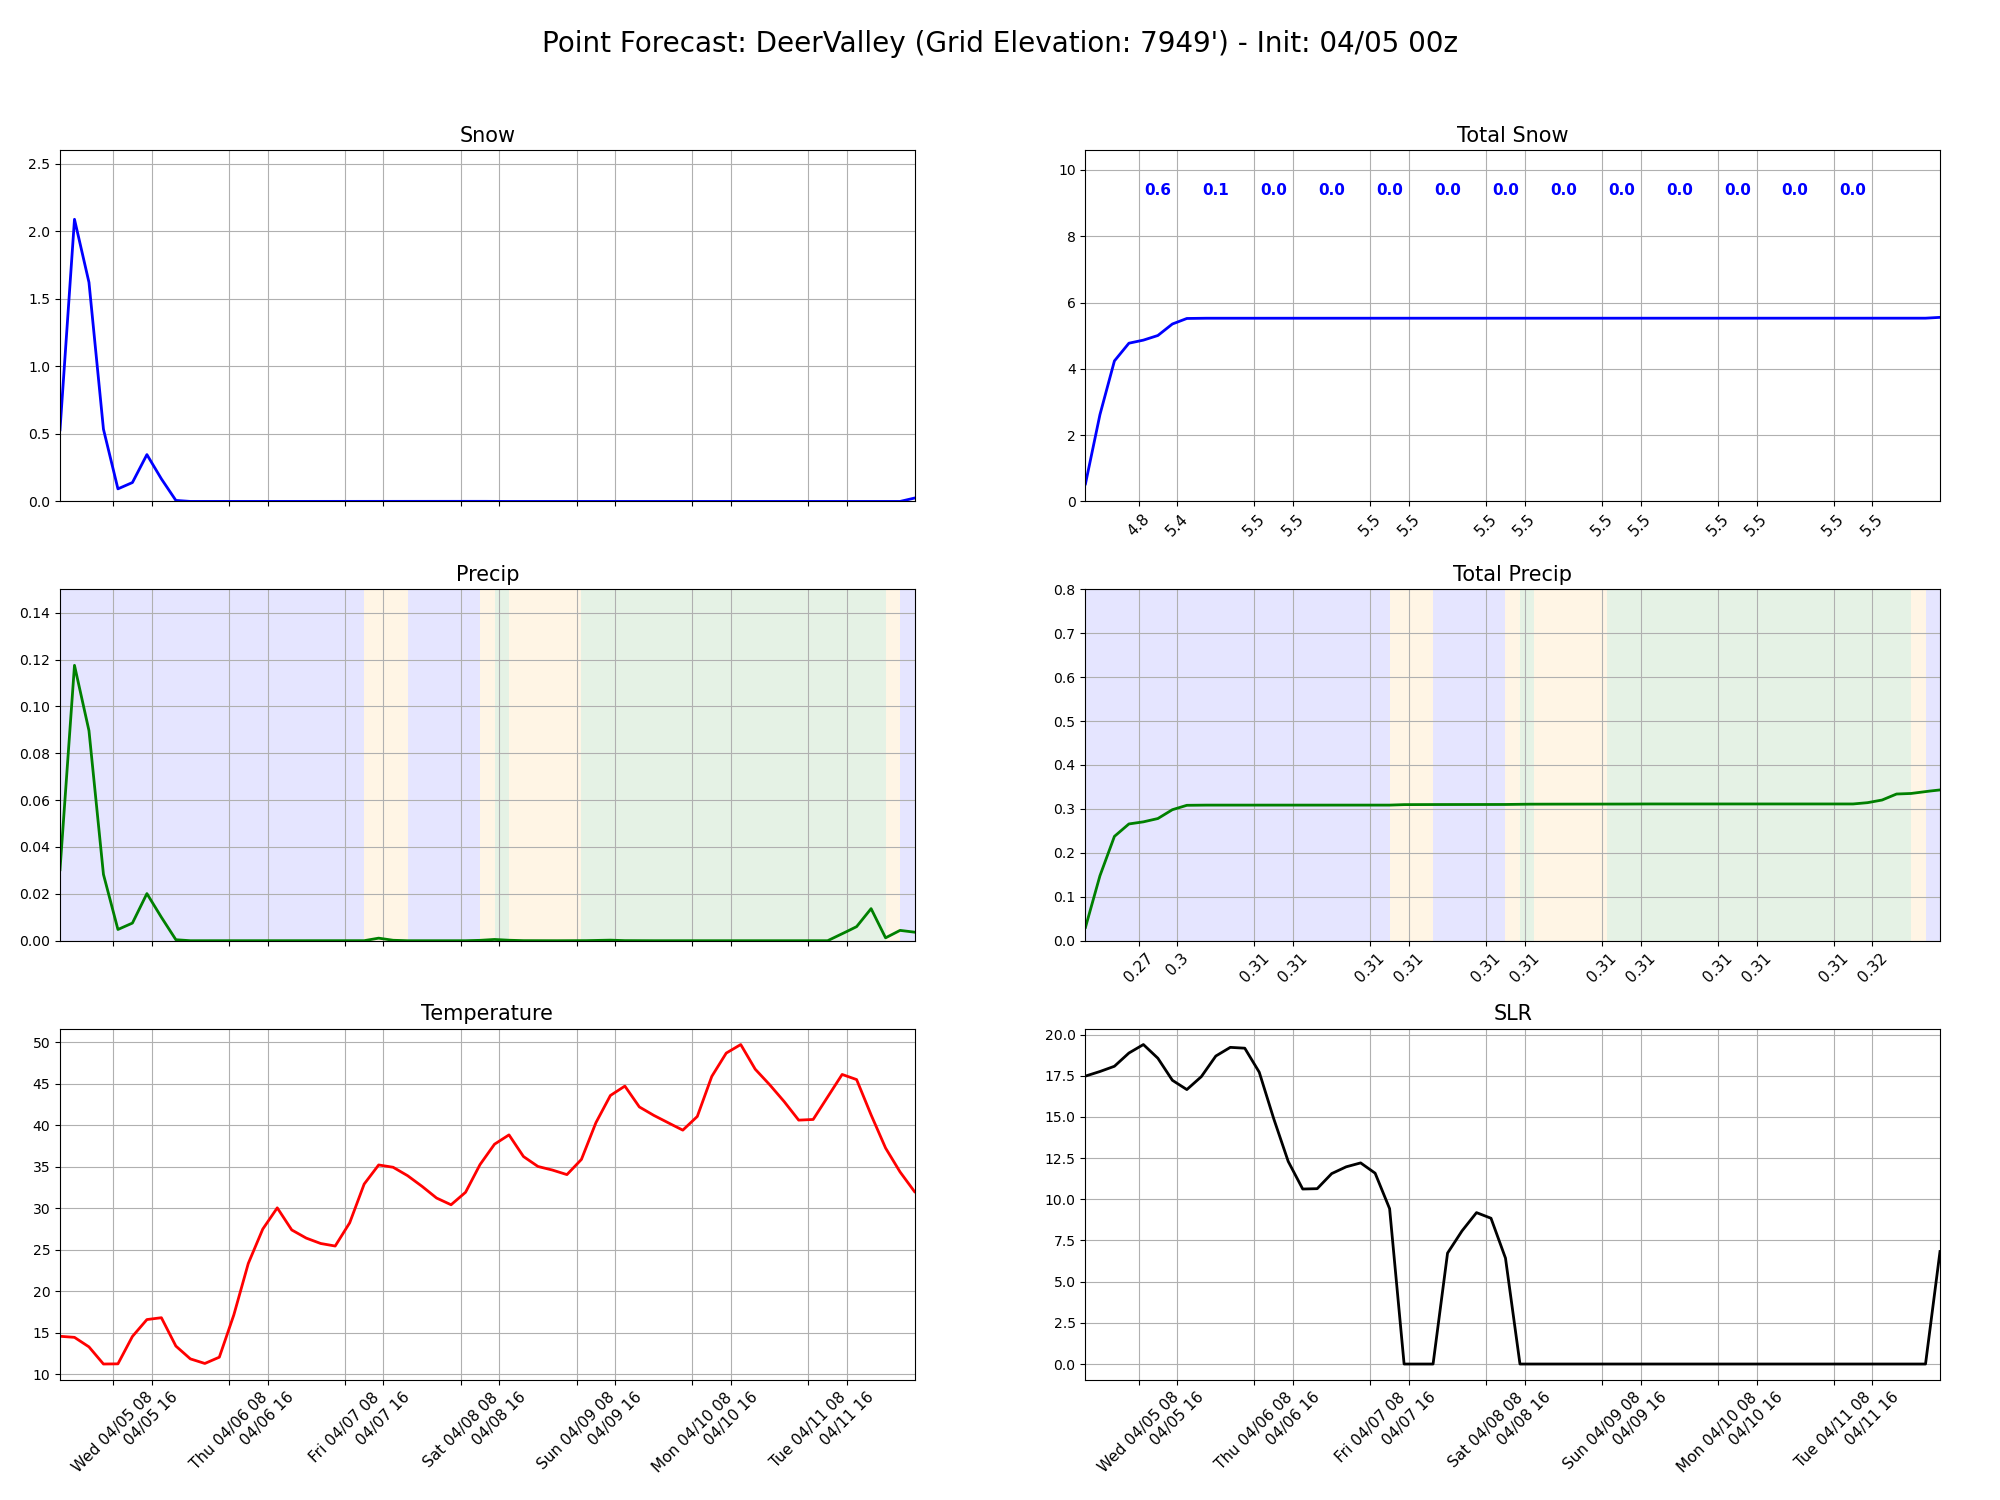 Point Forecast: DeerValley (Grid Elevation: 7949') - Init: 04/05 00z
Snow
2.5
2.0
1.5
1.0
0.5
0.0
Total Snow
10
8
6
4
2
0
0.6 0.1 0.0 0.0 0.0 0.0 0.0 0.0 0.0 0.0 0.0 0.0 0.0
4.8 5.4 5.5 5.5 5.5 5.5 5.5 5.5 5.5 5.5 5.5 5.5 5.5 5.5
Precip
0.14
0.12
0.10
0.08
0.06
0.04
0.02
0.00
Total Precip
0.8
0.7
0.6
0.5
0.4
0.3
0.2
0.1
0.0
0.27 0.3 0.31 0.31 0.31 0.31 0.31 0.31 0.31 0.31 0.31 0.31 0.31 0.32
Temperature
50
45
40
35
30
25
20
15
10
Wed 04/05 08
04/05 16
Thu 04/06 08
04/06 16
Fri 04/07 08
04/07 16
Sat 04/08 08
04/08 16
Sun 04/09 08
04/09 16
Mon 04/10 08
04/10 16
Tue 04/11 08
04/11 16
SLR
20.0
17.5
15.0
12.5
10.0
7.5
5.0
2.5
0.0
Wed 04/05 08
04/05 16
Thu 04/06 08
04/06 16
Fri 04/07 08
04/07 16
Sat 04/08 08
04/08 16
Sun 04/09 08
04/09 16
Mon 04/10 08
04/10 16
Tue 04/11 08
04/11 16